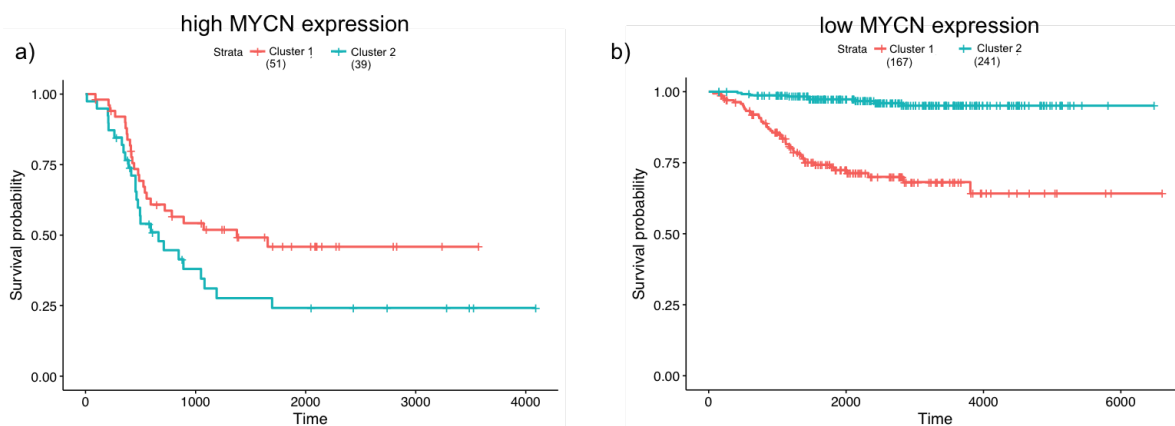 high MYCN expression
a)
Strata Cluster 1 Cluster 2
(51) (39)
1.00
0.75
0.50
0.25
0.00
Survival probability
0 1000 2000 3000 4000
Time
low MYCN expression
b)
Strata Cluster 1 Cluster 2
(167) (241)
1.00
0.75
0.50
0.25
0.00
Survival probability
0 2000 4000 6000
Time